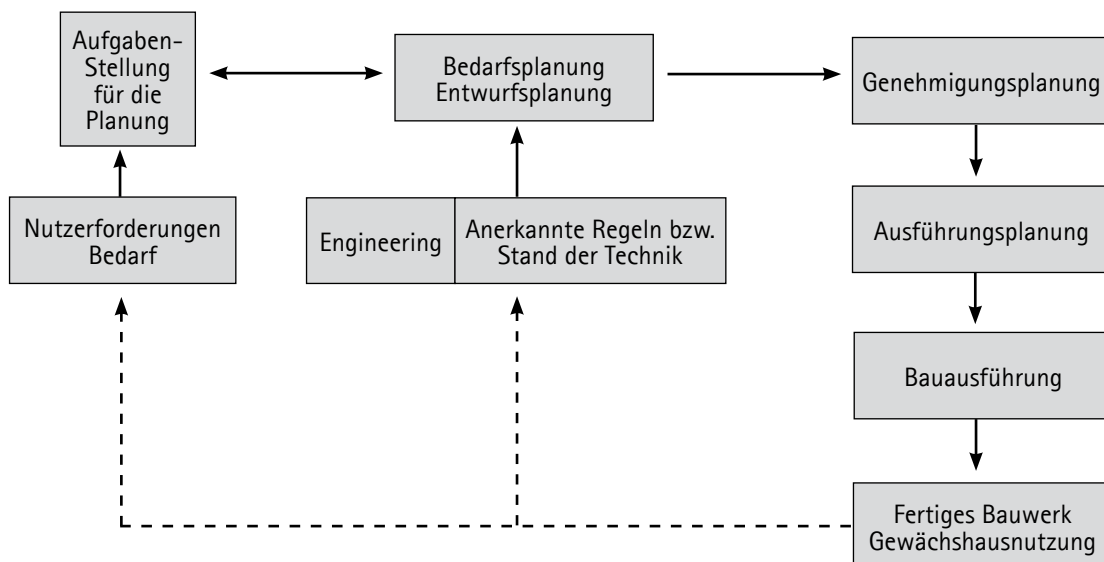 Aufgaben-
Stellung
für die
Planung
Bedarfsplanung
Entwurfsplanung
Genehmigungsplanung
Nutzerforderungen
Bedarf
Engineering
Anerkannte Regeln bzw.
Stand der Technik
Ausführungsplanung
Bauausführung
Fertiges Bauwerk
Gewächshausnutzung